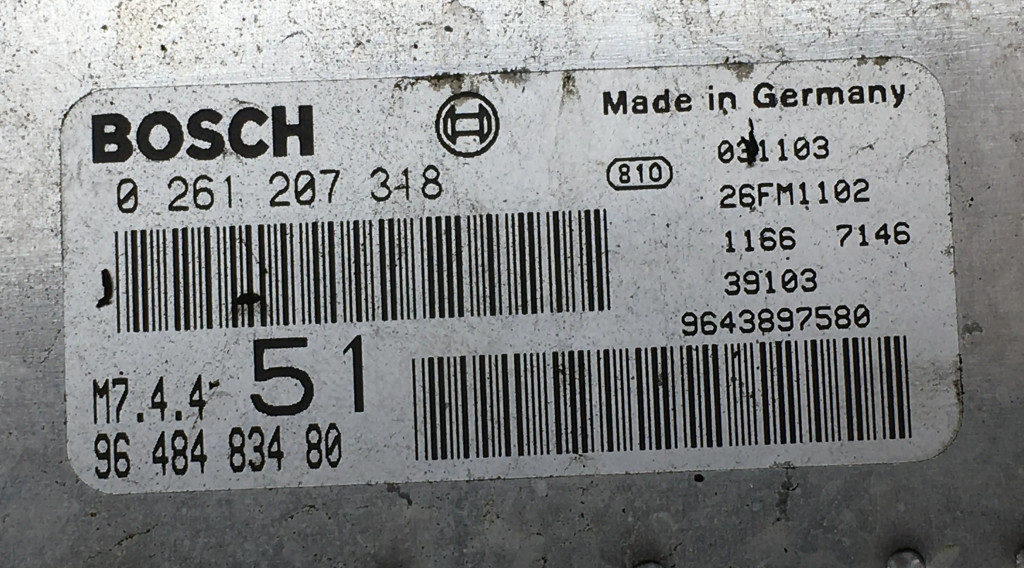 BOSCH
0 261 207 318
M7.4.4 51
96 484 834 80
Made in Germany
810
031103
26FM1102
1166 7146
39103
9643897580